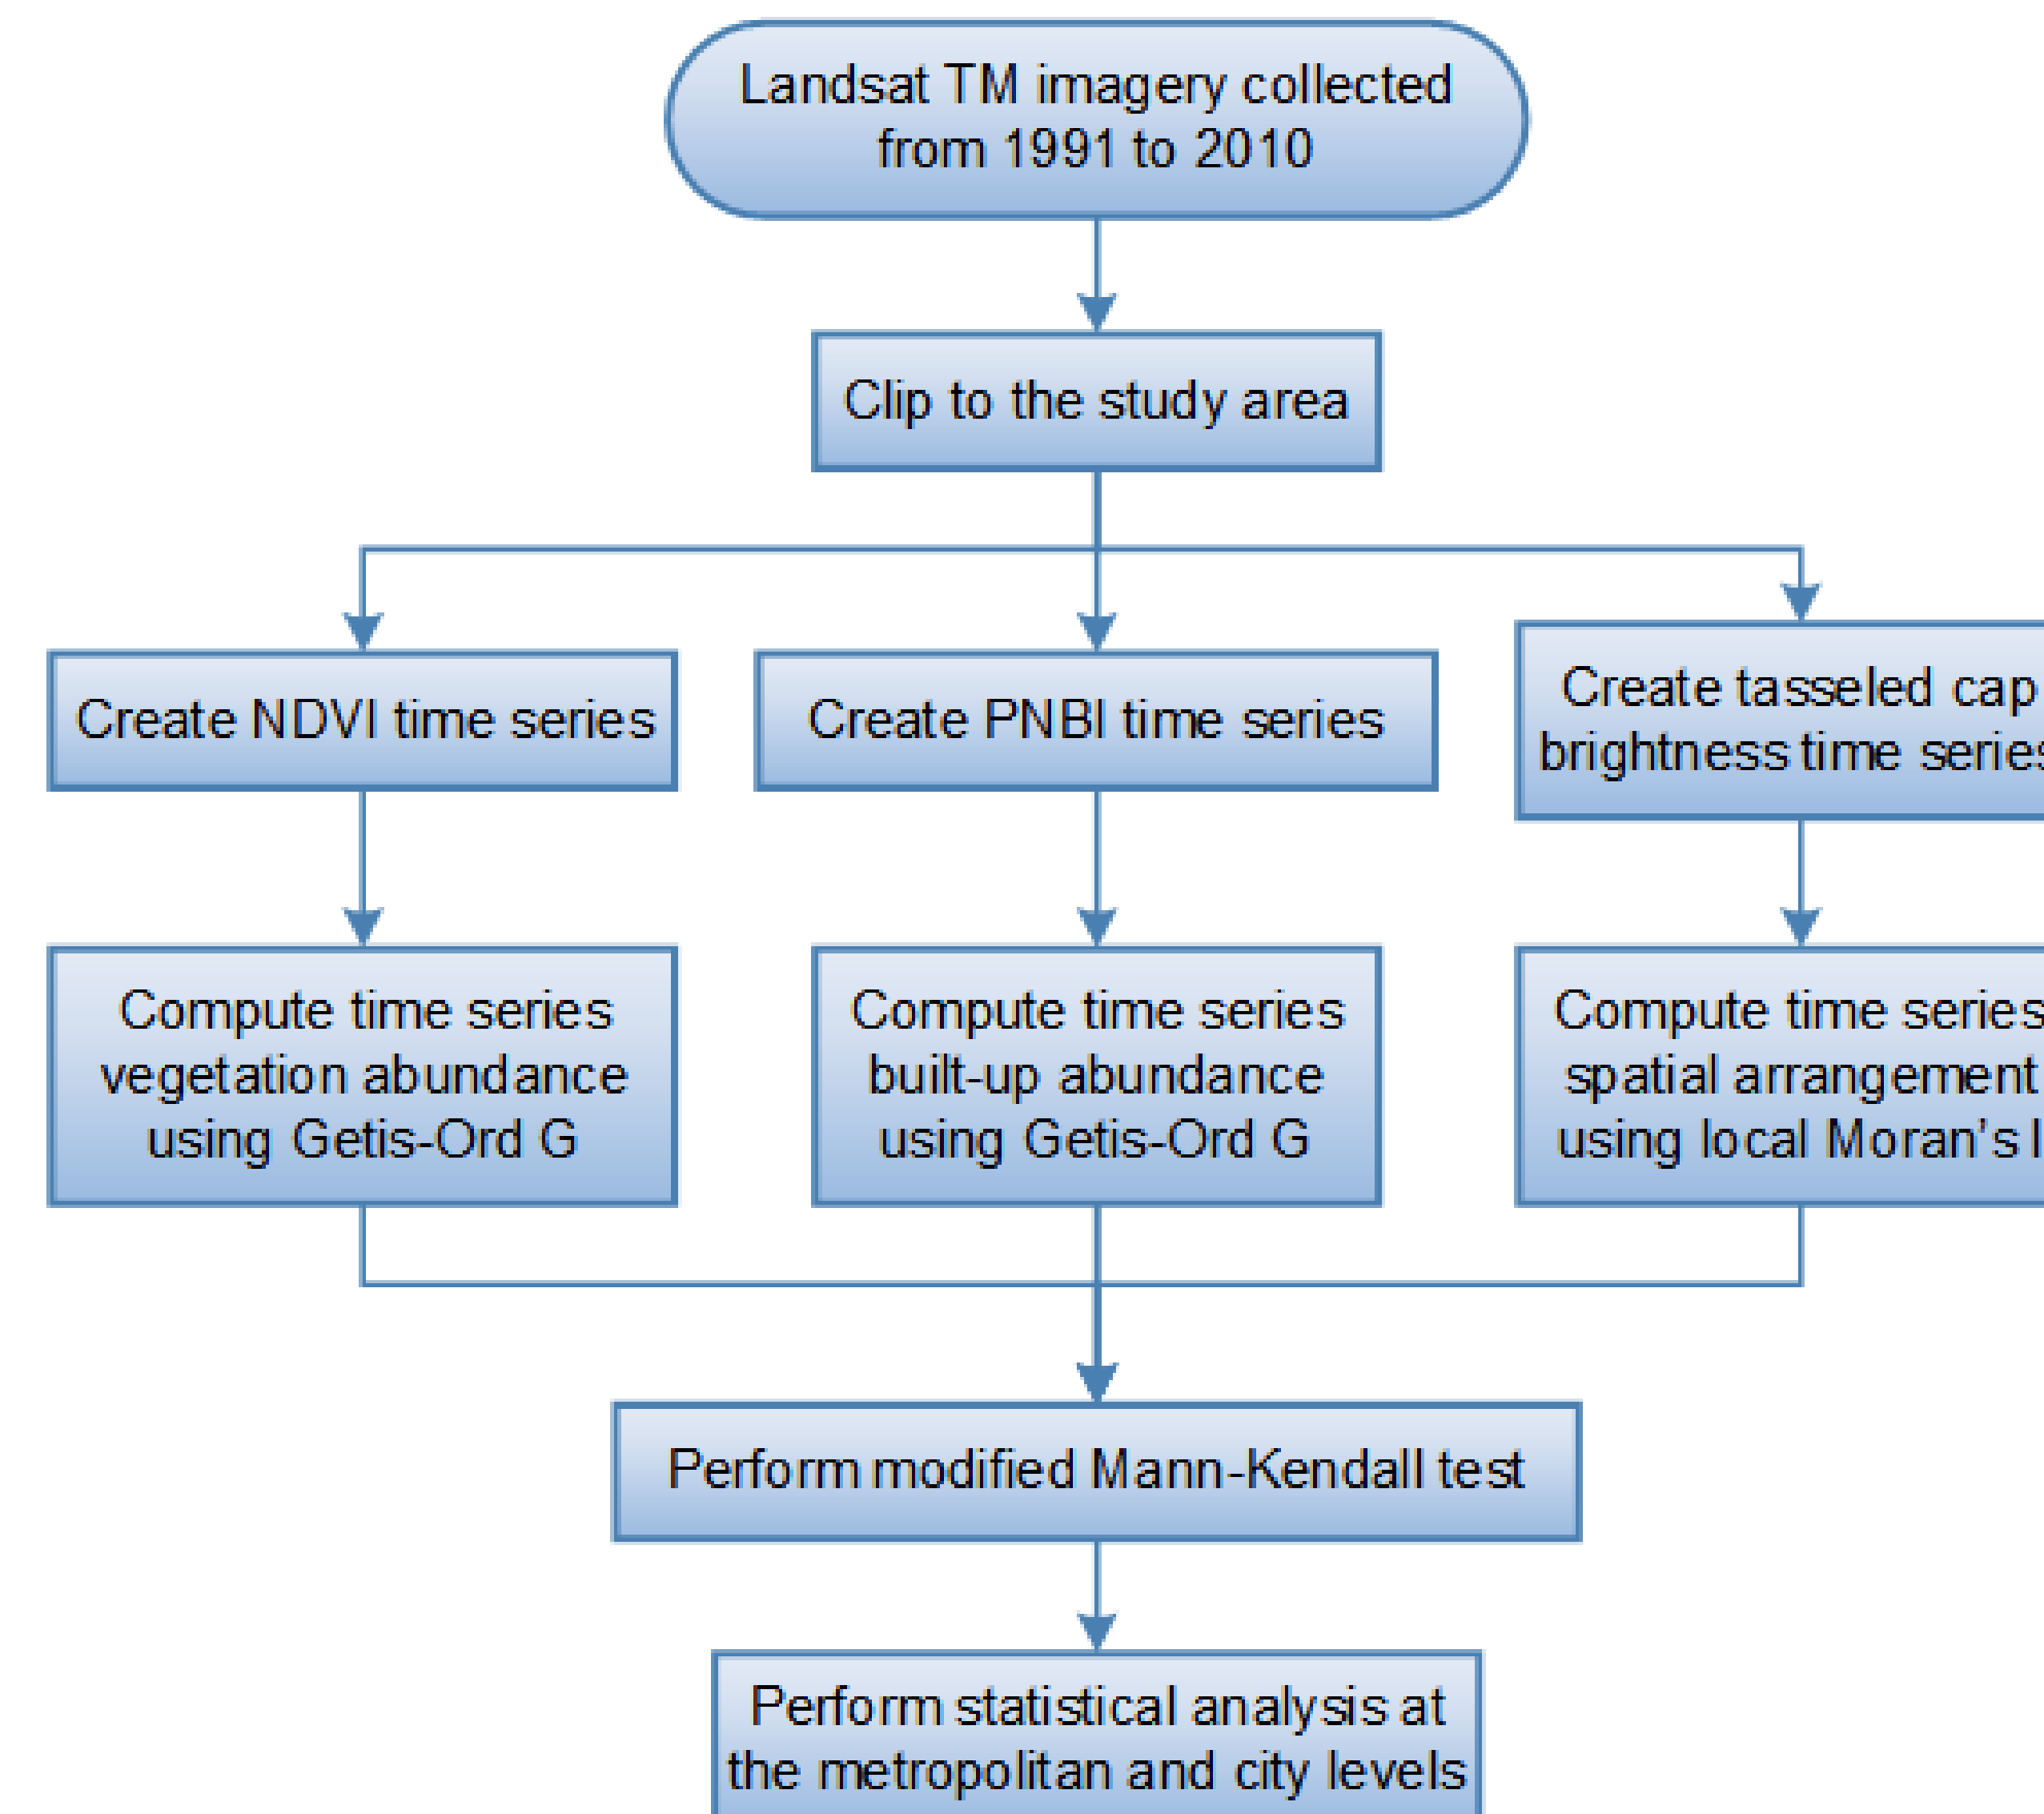 Landsat TM imagery collected
from 1991 to 2010
Clip to the study area
Create NDVI time series
Create PNBI time series
Create tasseled cap
brightness time series
Compute time series
vegetation abundance
using Getis-Ord G
Compute time series
built-up abundance
using Getis-Ord G
Compute time series
spatial arrangement
using local Moran's I
Perform modified Mann-Kendall test
Perform statistical analysis at
the metropolitan and city levels